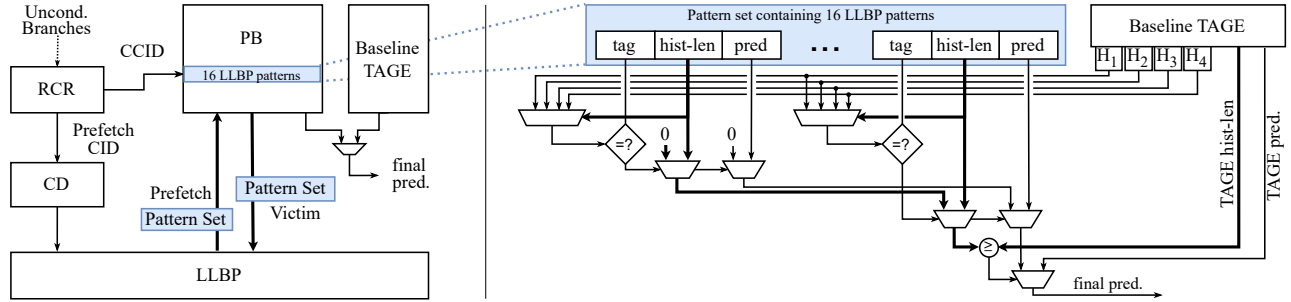 Uncond.
Branches
RCR
CCID
PB
16 LLBP patterns
Baseline
TAGE
Prefetch
CID
CD
Prefetch
Pattern Set
Pattern Set
Victim
final
pred.
LLBP
Pattern set containing 16 LLBP patterns
tag hist-len pred ... tag hist-len pred
Baseline TAGE
H1 H2 H3 H4
=? 0 0 =?
TAGE hist-len
TAGE pred.
≥
final pred.